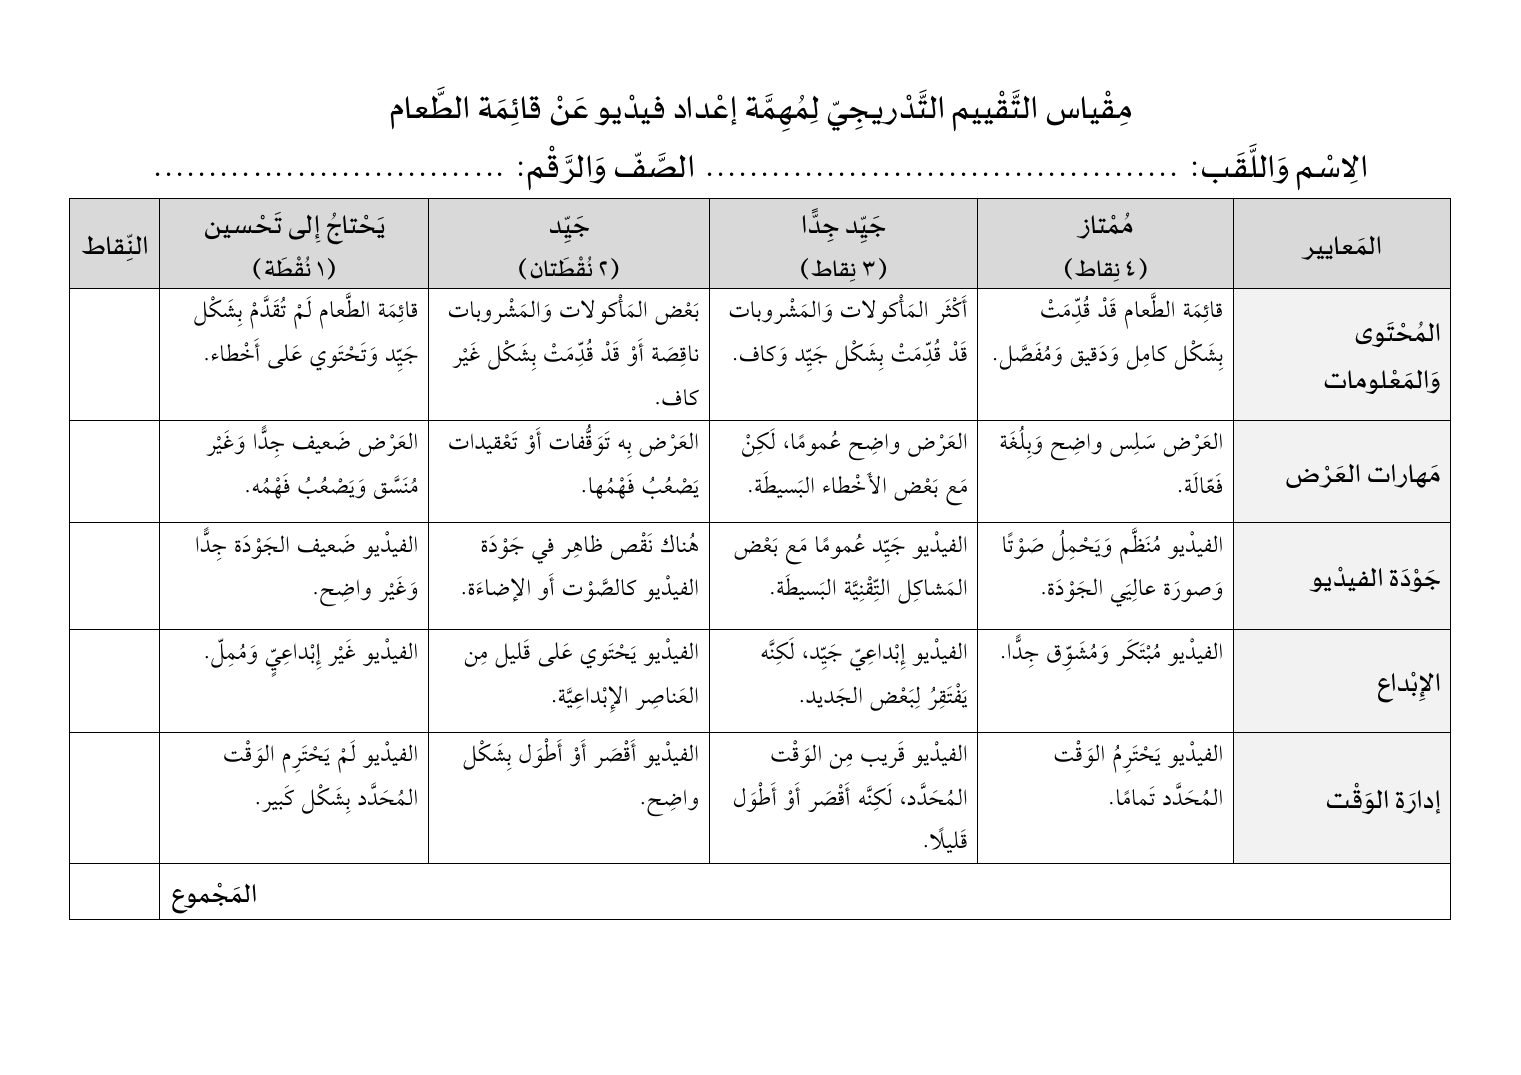 مِقْياس التَّقْييم التَّدْريجِيّ لِمُهِمَّة إعْداد فيدْيو عَنْ قائِمَة الطَّعام
الِاسْم وَاللَّقَب: ........................................... الصَّفّ وَالرَّقْم: ................................
المَعايير
مُمْتاز
(٤ نِقاط)
جَيِّد جِدًّا
(٣ نِقاط)
جَيِّد
(٢ نُقْطَتان)
يَحْتاجُ إِلى تَحْسين
(١ نُقْطَة)
النِّقاط
المُحْتَوى
وَالمَعْلومات
قائِمَة الطَّعام قَدْ قُدِّمَتْ
بِشَكْل كامِل وَدَقيق وَمُفَصَّل.
أَكْثَر المَأْكولات وَالمَشْروبات
قَدْ قُدِّمَتْ بِشَكْل جَيِّد وَكاف.
بَعْض المَأْكولات وَالمَشْروبات
ناقِصَة أَوْ قَدْ قُدِّمَتْ بِشَكْل غَيْر
كاف.
قائِمَة الطَّعام لَمْ تُقَدَّمْ بِشَكْل
جَيِّد وَتَحْتَوي عَلى أَخْطاء.
مَهارات العَرْض
العَرْض سَلِس واضِح وَبِلُغَة
فَعّالَة.
العَرْض واضِح عُمومًا، لَكِنْ
مَع بَعْض الأَخْطاء البَسيطَة.
العَرْض بِه تَوَقُّفات أَوْ تَعْقيدات
يَصْعُبُ فَهْمُها.
العَرْض ضَعيف جِدًّا وَغَيْر
مُنَسَّق وَيَصْعُبُ فَهْمُه.
جَوْدَة الفيدْيو
الفيدْيو مُنَظَّم وَيَحْمِلُ صَوْتًا
وَصورَة عالِيَي الجَوْدَة.
الفيدْيو جَيِّد عُمومًا مَع بَعْض
المَشاكِل التِّقْنِيَّة البَسيطَة.
هُناك نَقْص ظاهِر في جَوْدَة
الفيدْيو كالصَّوْت أَو الإضاءَة.
الفيدْيو ضَعيف الجَوْدَة جِدًّا
وَغَيْر واضِح.
الإِبْداع
الفيدْيو مُبْتَكَر وَمُشَوِّق جِدًّا.
الفيدْيو إِبْداعِيّ جَيِّد، لَكِنَّه
يَفْتَقِرُ لِبَعْض الجَديد.
الفيدْيو يَحْتَوي عَلى قَليل مِن
العَناصِر الإِبْداعِيَّة.
الفيدْيو غَيْر إِبْداعِيٍّ وَمُمِلّ.
إدارَة الوَقْت
الفيدْيو يَحْتَرِمُ الوَقْت
المُحَدَّد تَمامًا.
الفيدْيو قَريب مِن الوَقْت
المُحَدَّد، لَكِنَّه أَقْصَر أَوْ أَطْوَل
قَليلًا.
الفيدْيو أَقْصَر أَوْ أَطْوَل بِشَكْل
واضِح.
الفيدْيو لَمْ يَحْتَرِم الوَقْت
المُحَدَّد بِشَكْل كَبير.
المَجْموع